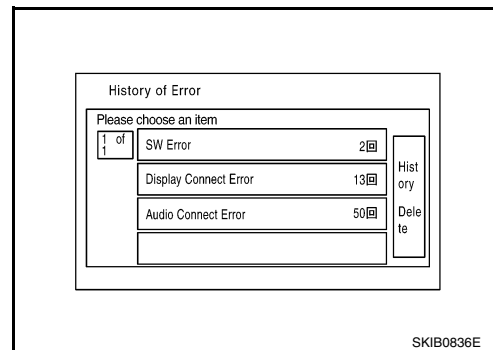 History of Error
Please choose an item
1 of
1
SW Error 2回
Display Connect Error 13回
Audio Connect Error 50回
Hist
ory
Dele
te
SKIB0836E